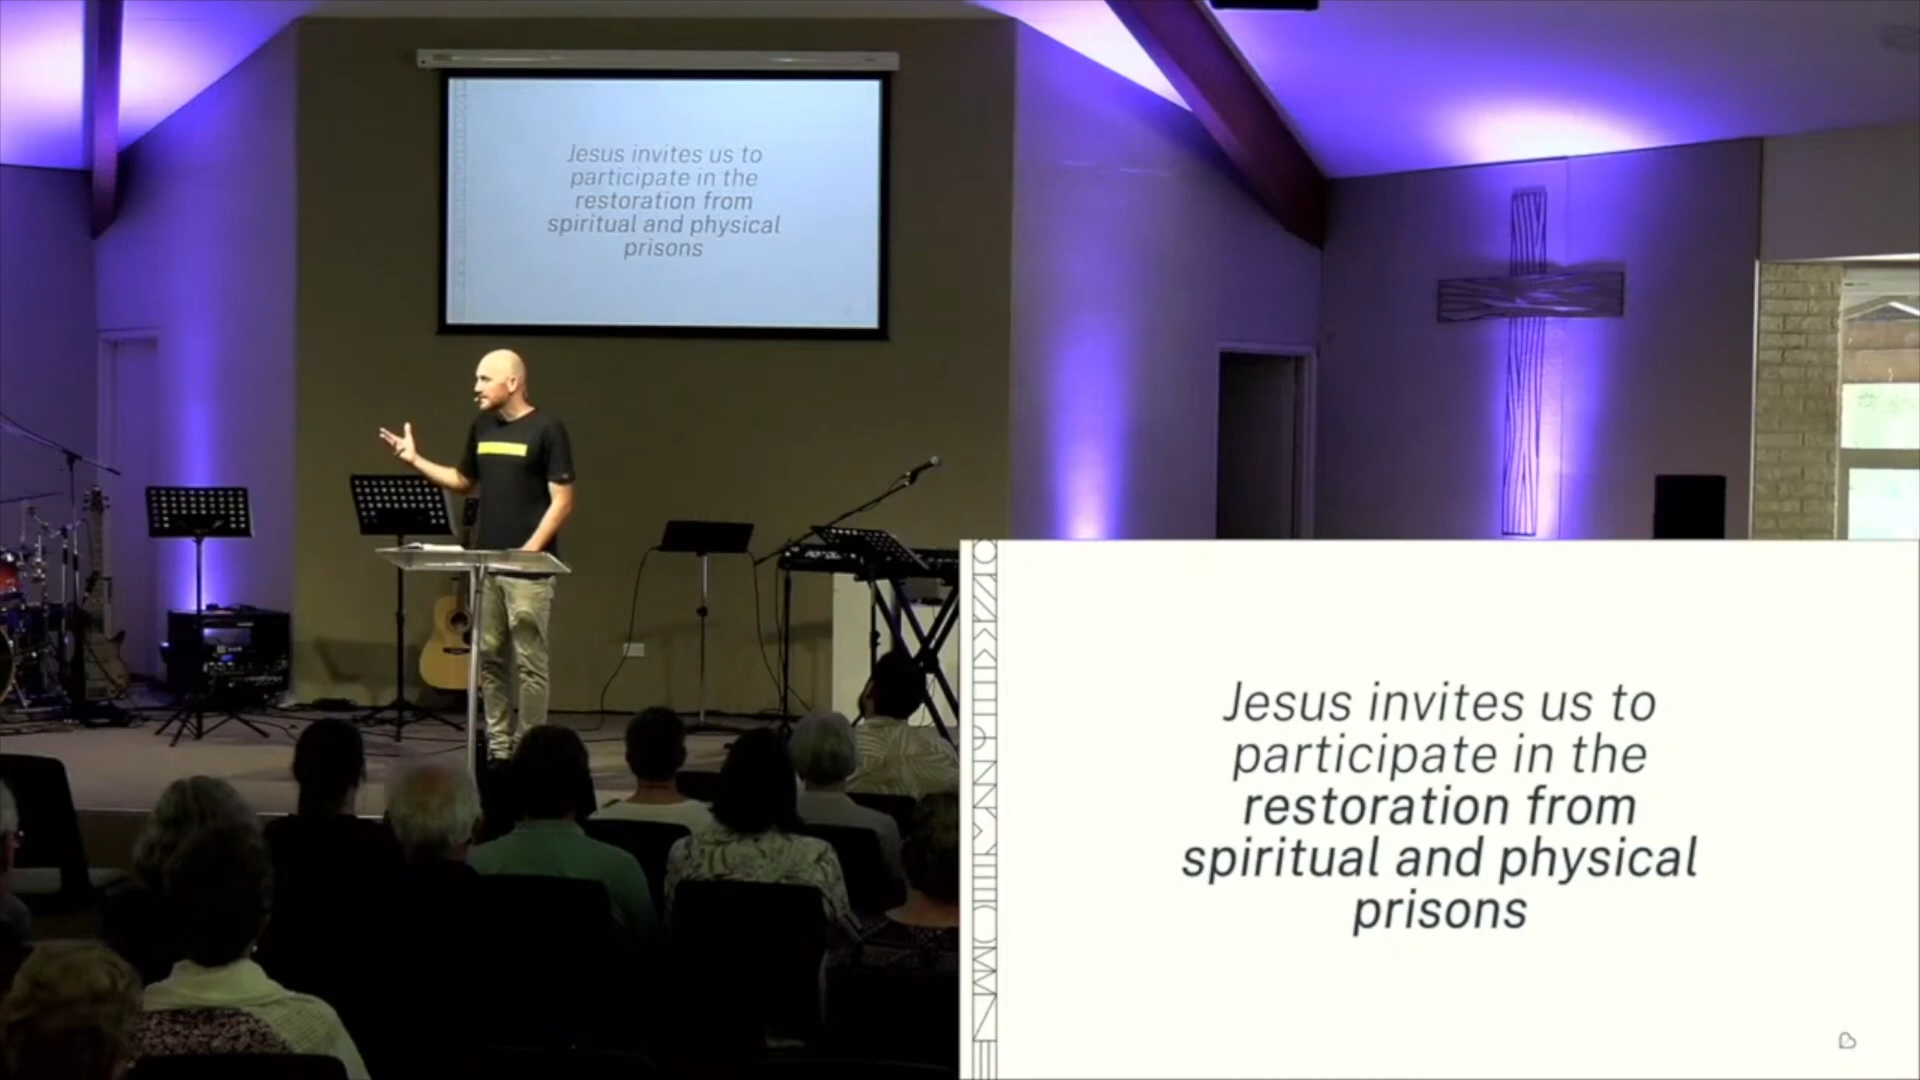 Jesus invites us to
participate in the
restoration from
spiritual and physical
prisons
Jesus invites us to
participate in the
restoration from
spiritual and physical
prisons